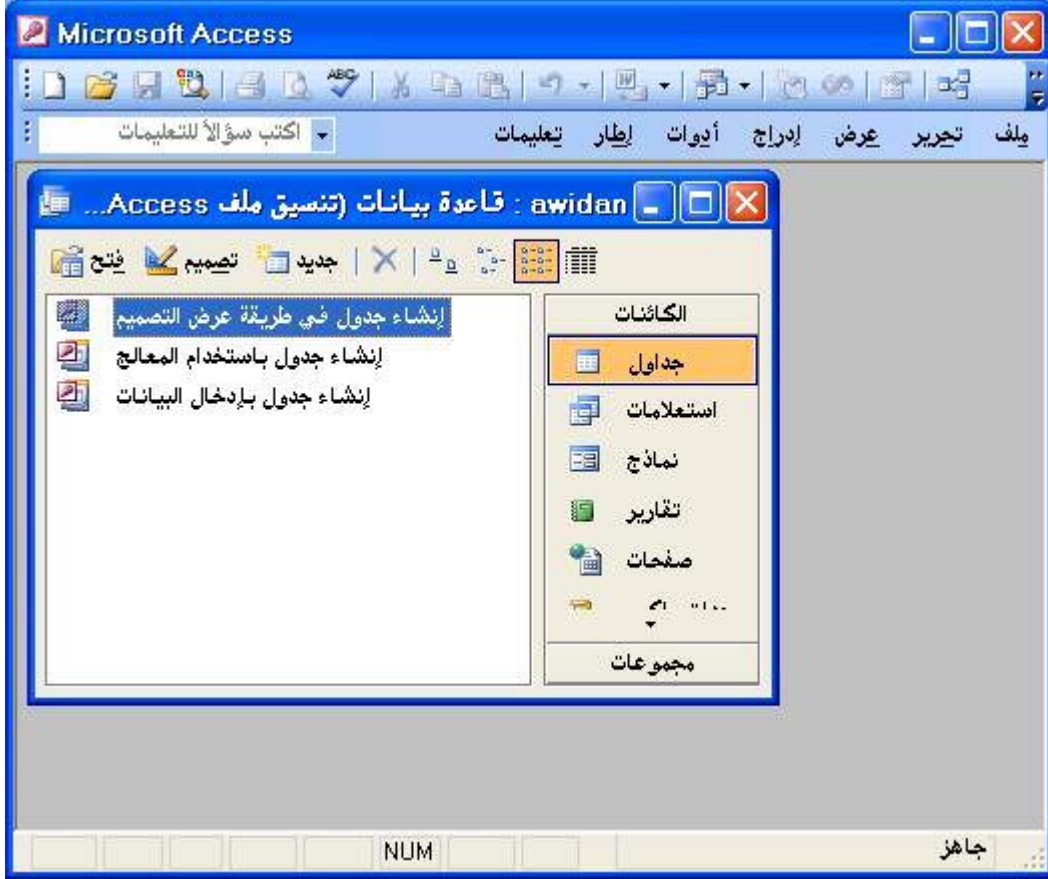 Microsoft Access
ملف تحرير عرض إدراج أدوات إطار تعليمات اكتب سؤالاً للتعليمات
awidan : قاعدة بيانات (تنسيق ملف Access...
فتح تصميم جديد
الكائنات
جداول
استعلامات
نماذج
تقارير
صفحات
مجموعات
إنشاء جدول في طريقة عرض التصميم
إنشاء جدول باستخدام المعالج
إنشاء جدول بإدخال البيانات
جاهز NUM